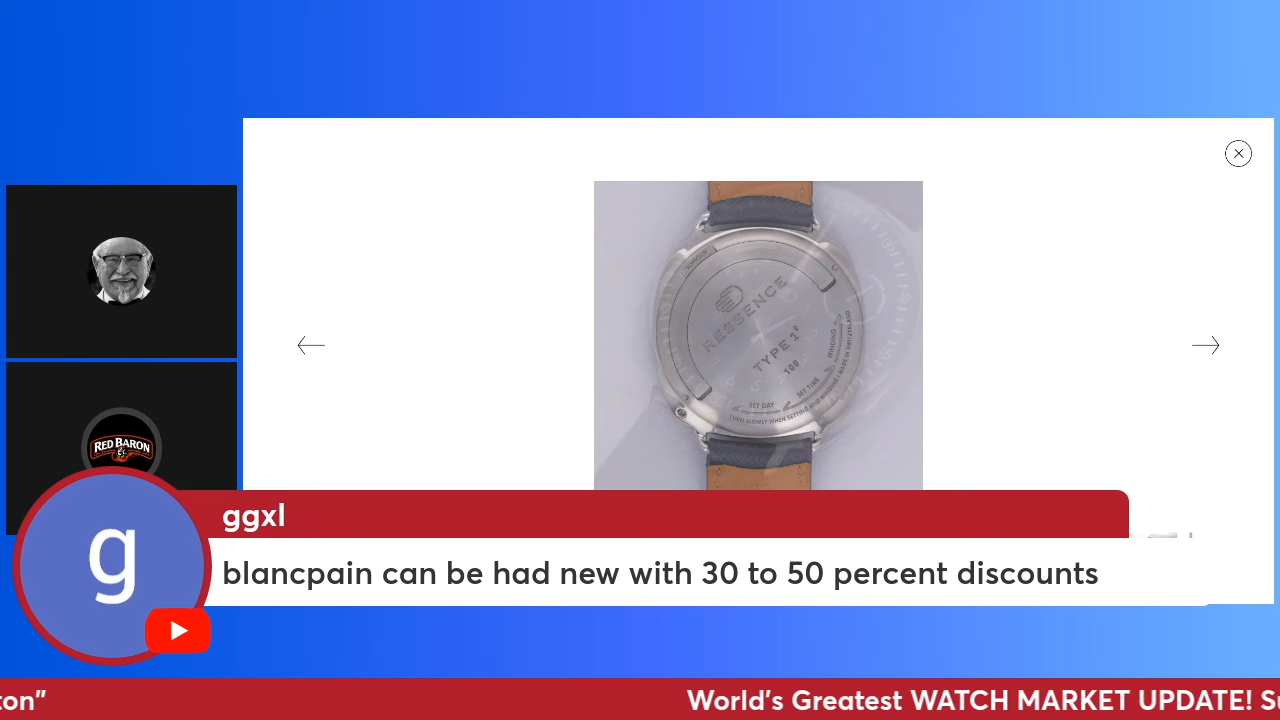 RESSENCE
TYPE 1²
108
WINDING
SET TIME
SET DAY
TURN SLOWLY WHEN SETTING AND WINDING | MADE IN SWITZERLAND
RED BARON
g
ggxl
blancpain can be had new with 30 to 50 percent discounts
ton"
World's Greatest WATCH MARKET UPDATE! Su